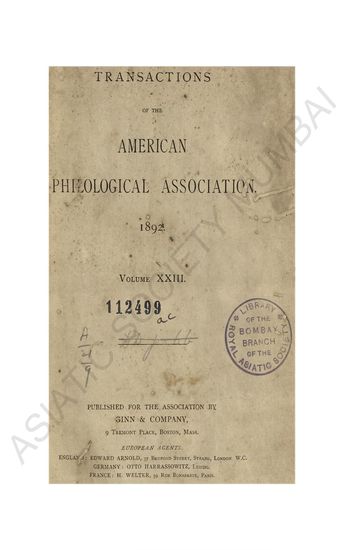 TRANSACTIONS
OF THE
AMERICAN
PHILOLOGICAL ASSOCIATION.
1892.
VOLUME XXIII.
112499
ac
A
49
LIBRARY
OF THE
BOMBAY
BRANCH
OF THE
ROYAL ASIATIC SOCIETY
PUBLISHED FOR THE ASSOCIATION BY
GINN & COMPANY,
9 TREMONT PLACE, BOSTON, MASS.
EUROPEAN AGENTS.
ENGLAND: EDWARD ARNOLD, 37 BEDFORD STREET, STRAND, LONDON W.C.
GERMANY: OTTO HARRASSOWITZ, LEIPZIG.
FRANCE: H. WELTER, 59 RUE BONAPARTE, PARIS.
ASIATIC SOCIETY MUMBAI